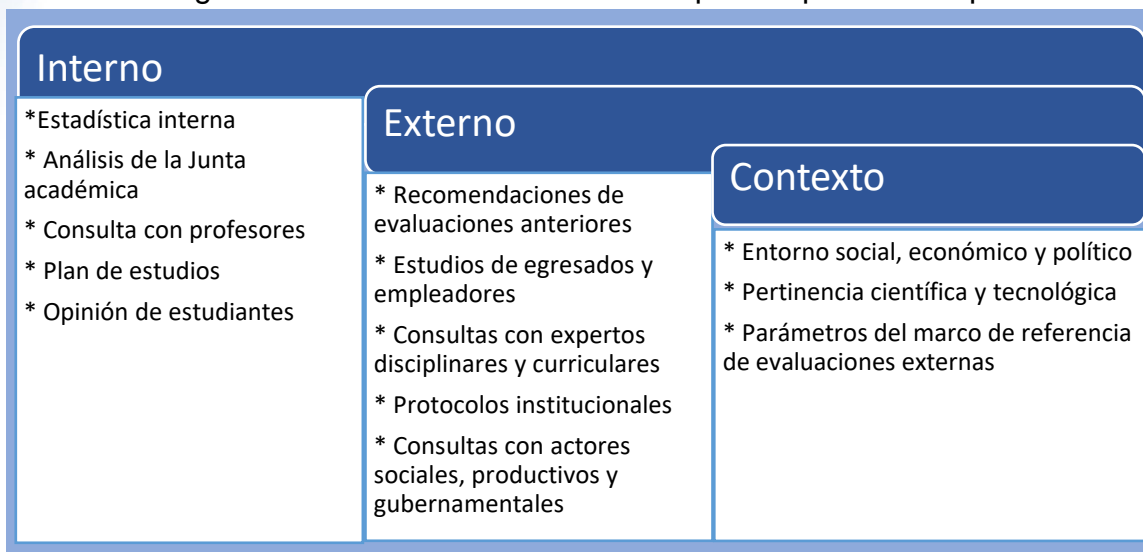 Interno
*Estadística interna
* Análisis de la Junta
académica
* Consulta con profesores
* Plan de estudios
* Opinión de estudiantes
Externo
* Recomendaciones de
evaluaciones anteriores
* Estudios de egresados y
empleadores
* Consultas con expertos
disciplinares y curriculares
* Protocolos institucionales
* Consultas con actores
sociales, productivos y
gubernamentales
Contexto
* Entorno social, económico y político
* Pertinencia científica y tecnológica
* Parámetros del marco de referencia
de evaluaciones externas